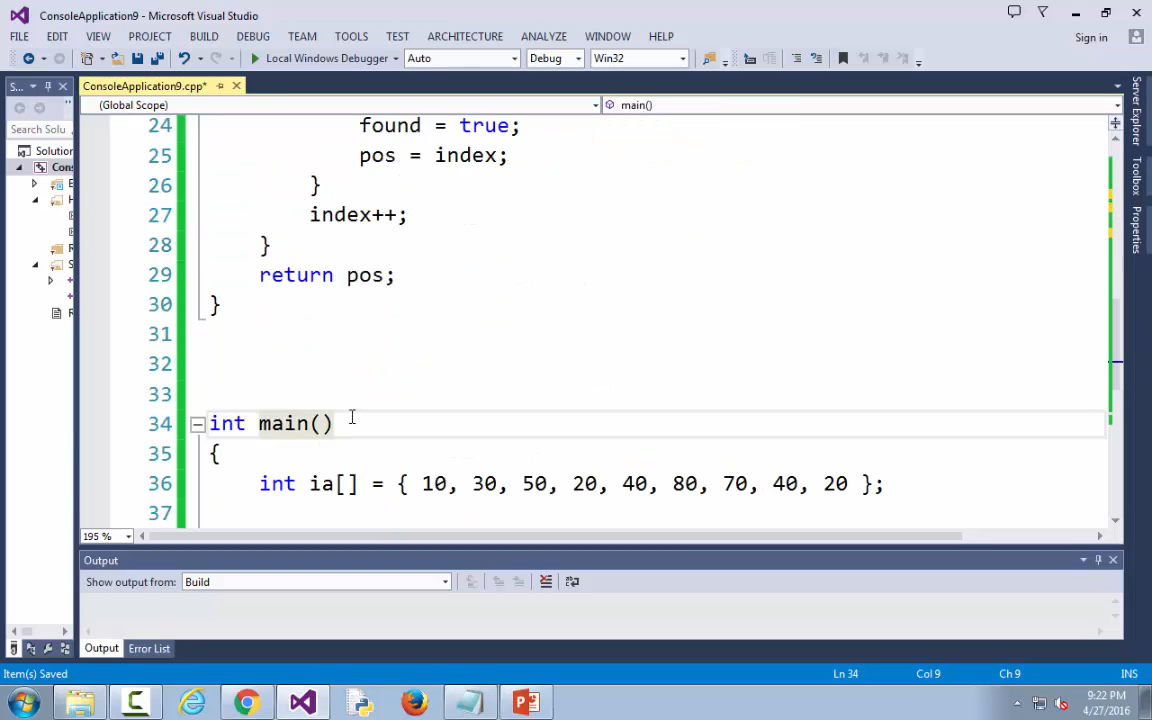 ConsoleApplication9 - Microsoft Visual Studio
FILE EDIT VIEW PROJECT BUILD DEBUG TEAM TOOLS TEST ARCHITECTURE ANALYZE WINDOW HELP
Sign in
Local Windows Debugger Auto Debug Win32
S...
ConsoleApplication9.cpp*
(Global Scope) main()
Search Solu
Solution
Cons
24 found = true;
25 pos = index;
26 }
27 index++;
28 }
29 return pos;
30 }
31
32
33
34 int main()
35 {
36 int ia[] = { 10, 30, 50, 20, 40, 80, 70, 40, 20 };
37
195 %
Server Explorer
Toolbox
Properties
Output
Show output from: Build
Output Error List
Item(s) Saved Ln 34 Col 9 Ch 9 INS
9:22 PM
4/27/2016